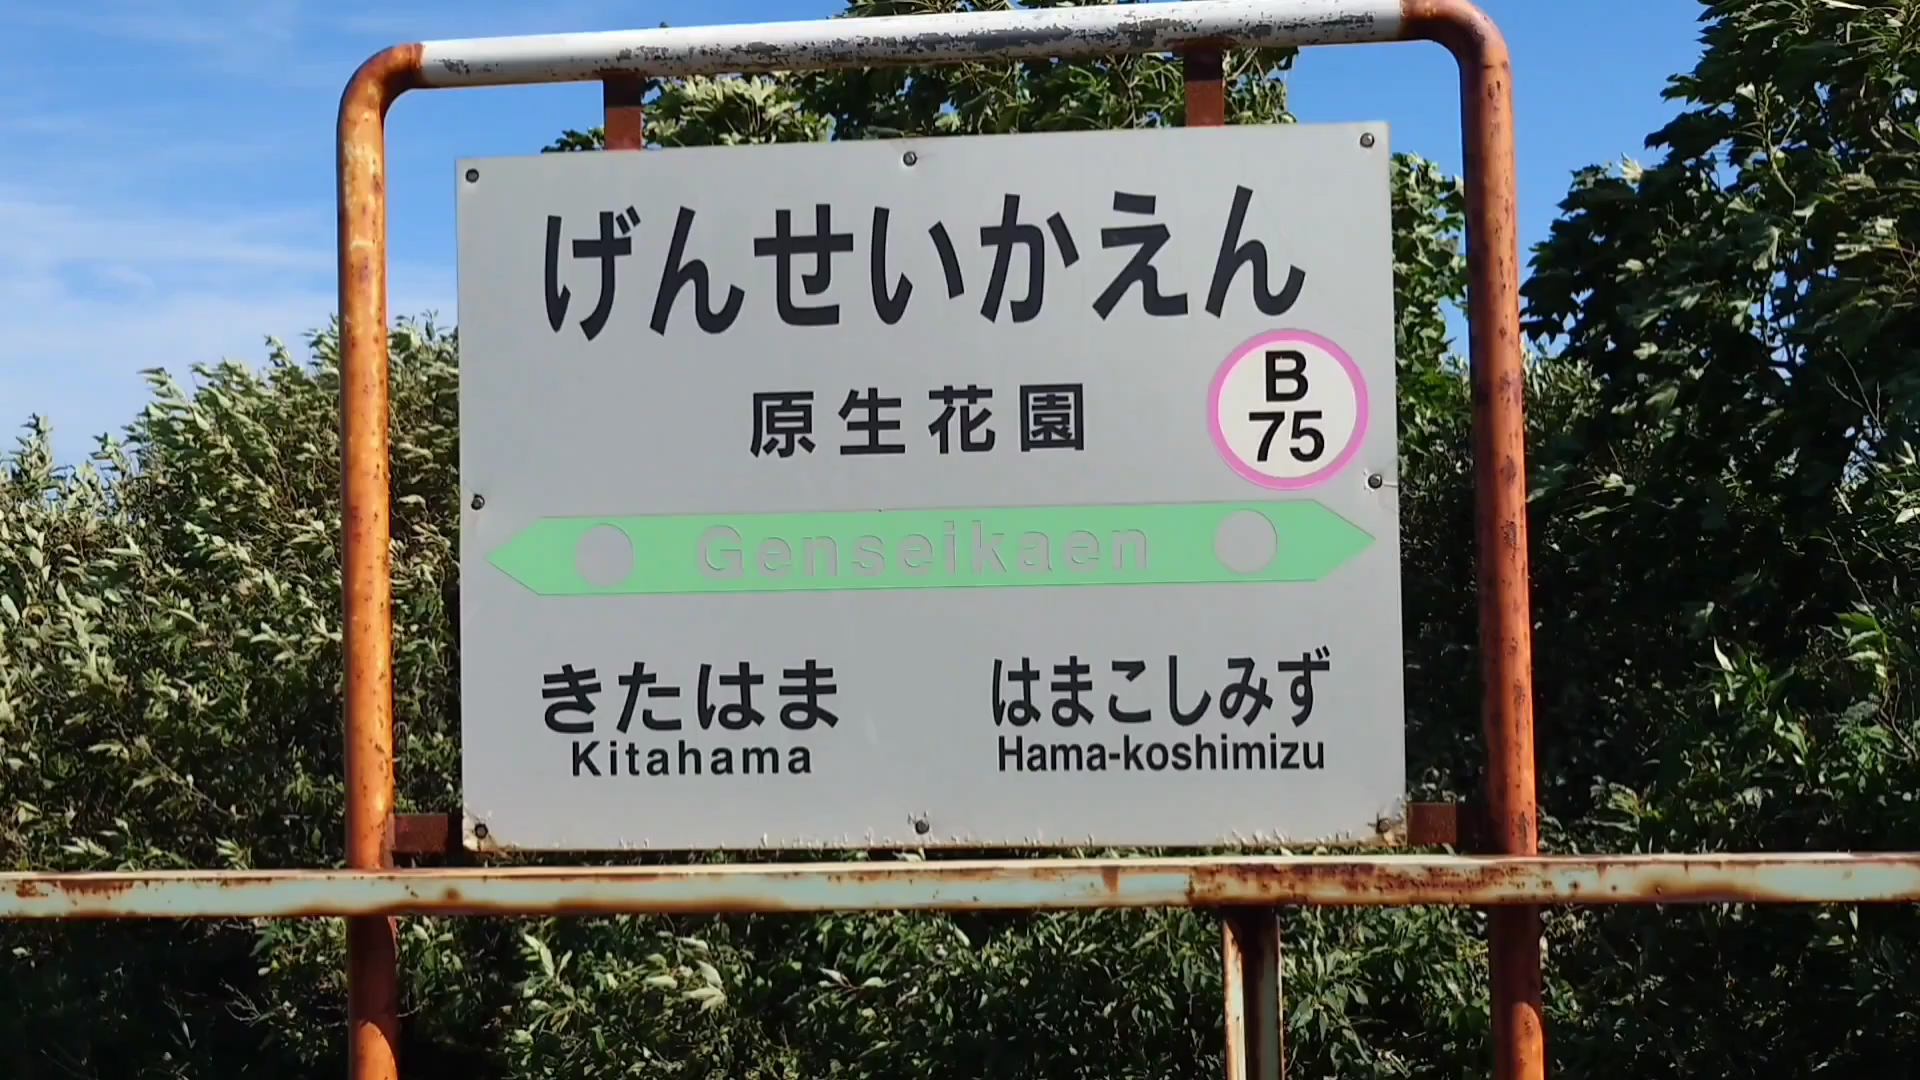 げんせいかえん
原生花園
B
75
Genseikaen
きたはま
Kitahama
はまこしみず
Hama-koshimizu